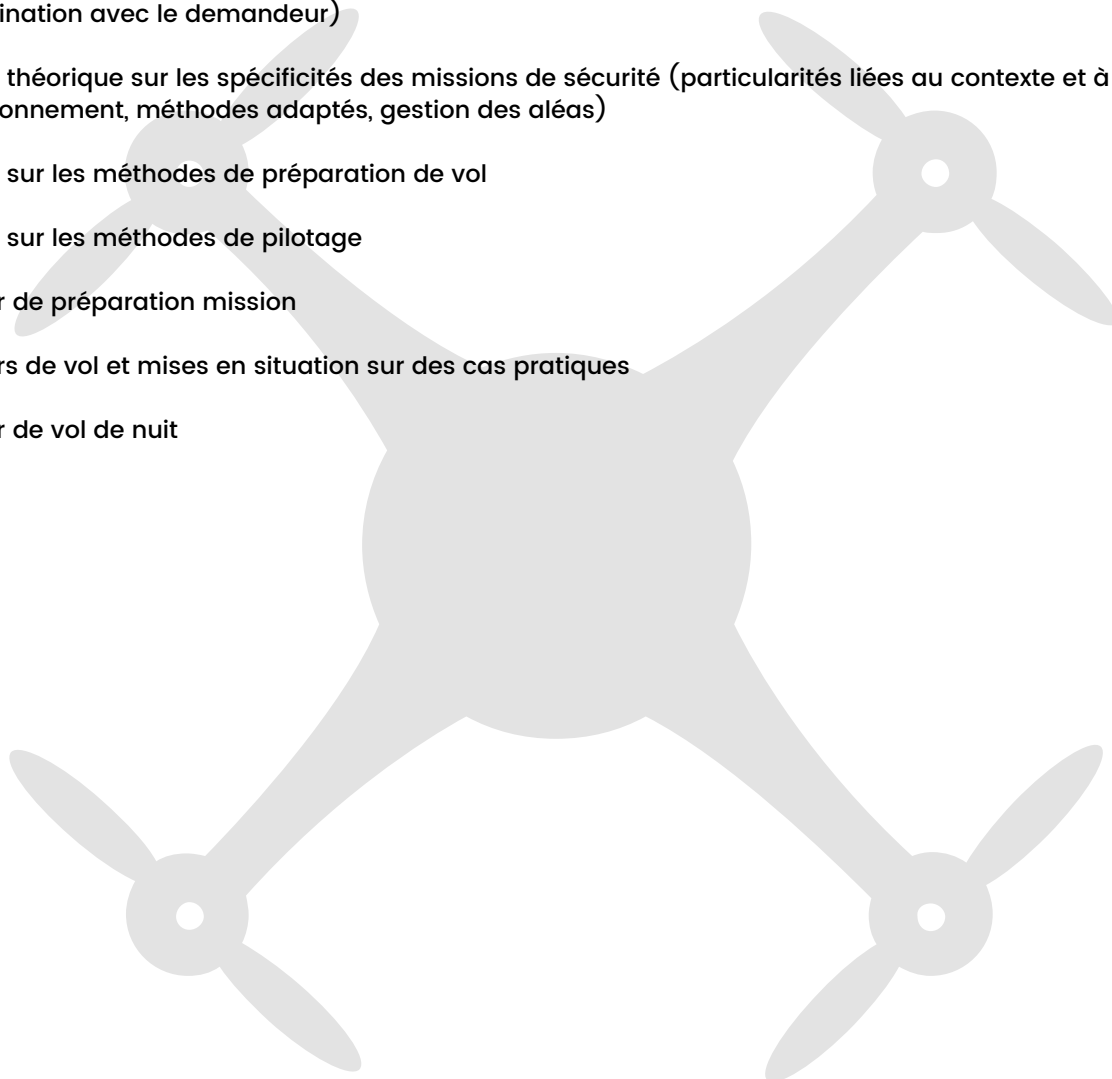 ination avec le demandeur)
théorique sur les spécificités des missions de sécurité (particularités liées au contexte et à
onnement, méthodes adaptés, gestion des aléas)
sur les méthodes de préparation de vol
sur les méthodes de pilotage
r de préparation mission
rs de vol et mises en situation sur des cas pratiques
r de vol de nuit